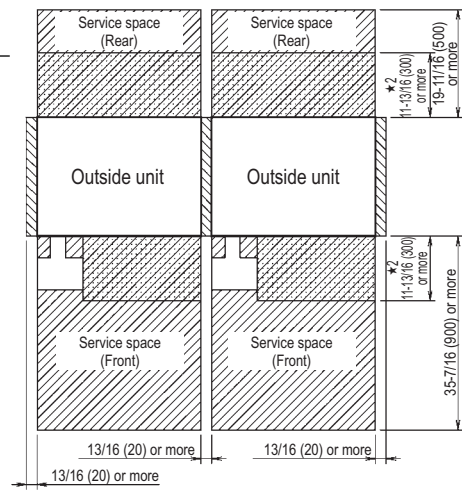 Service space
(Rear)
Service space
(Rear)
★2
11-13/16 (300)
or more
19-11/16 (500)
or more
Outside unit
Outside unit
★2
11-13/16 (300)
or more
35-7/16 (900) or more
Service space
(Front)
Service space
(Front)
13/16 (20) or more
13/16 (20) or more
13/16 (20) or more